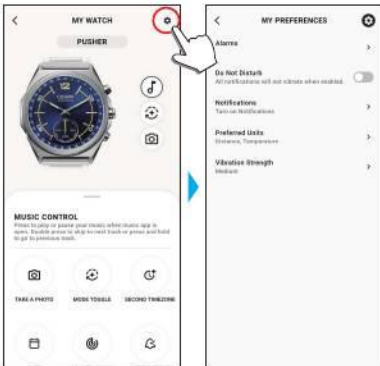 MY WATCH
PUSHER
CITIZEN
MUSIC CONTROL
Press to play or pause your music when music app is
open. Double press to skip to next track or press and hold
to go to previous track.
TAKE A PHOTO
MODE TOGGLE
SECOND TIMEZONE
MY PREFERENCES
Alarms
Do Not Disturb
All notifications will not vibrate when enabled.
Notifications
Turn on Notifications
Preferred Units
Distance, Temperature
Vibration Strength
Medium